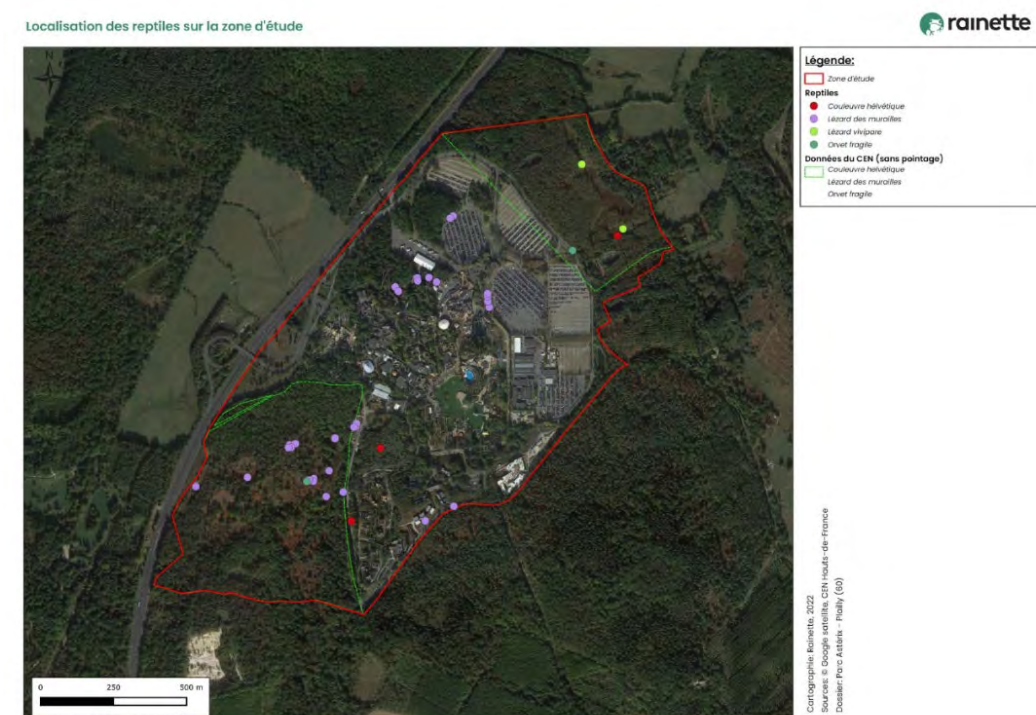 Localisation des reptiles sur la zone d'étude
rainette
Légende:
Zone d'étude
Reptiles
Couleuvre helvétique
Lézard des murailles
Lézard vivipare
Orvet fragile
Données du CEN (sans pointage)
Couleuvre helvétique
Lézard des murailles
Orvet fragile
Cartographie: Rainette, 2022
Sources: © Google satellite, CEN Hauts-de-France
Dossier: Parc Astérix - Plailly (60)
0 250 500 m